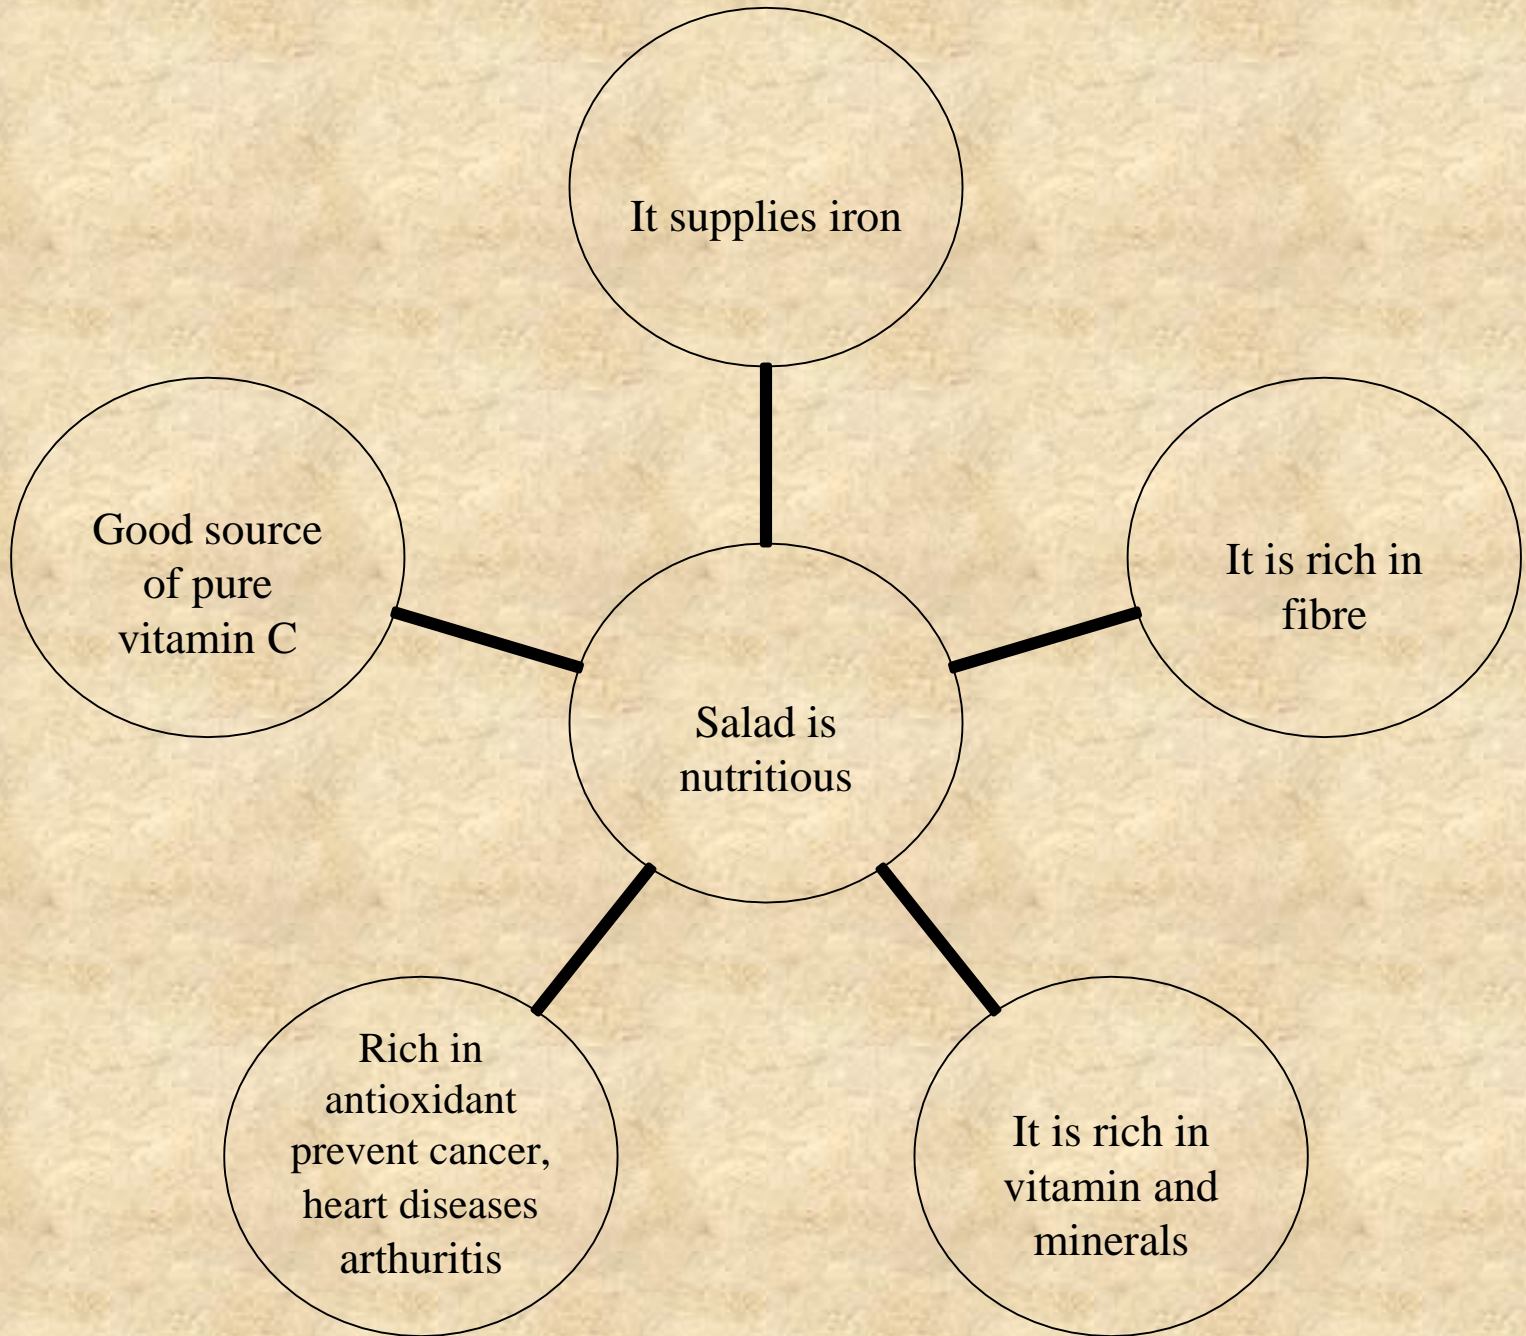 It supplies iron
Good source
of pure
vitamin C
It is rich in
fibre
Salad is
nutritious
Rich in
antioxidant
prevent cancer,
heart diseases
arthuritis
It is rich in
vitamin and
minerals